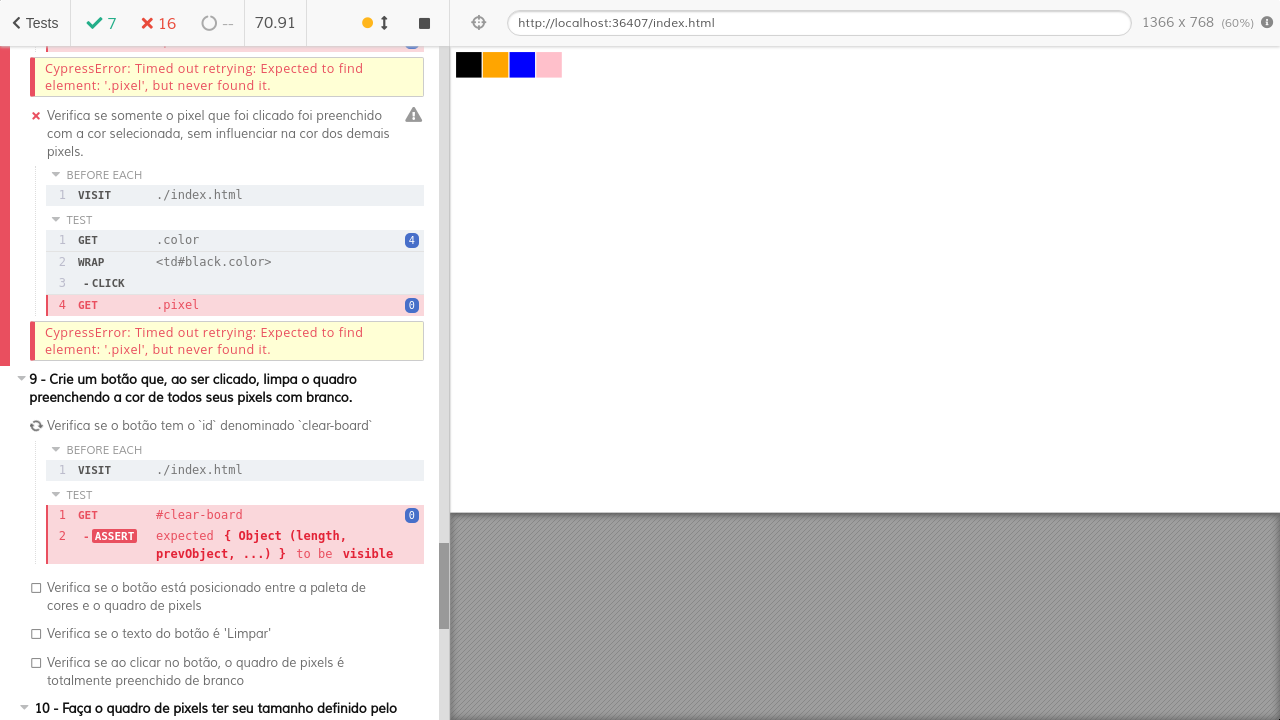 Tests
7
16
--
70.91
http://localhost:36407/index.html
1366 x 768 (60%)
CypressError: Timed out retrying: Expected to find
element: '.pixel', but never found it.
Verifica se somente o pixel que foi clicado foi preenchido
com a cor selecionada, sem influenciar na cor dos demais
pixels.
BEFORE EACH
1 VISIT ./index.html
TEST
1 GET .color 4
2 WRAP <td#black.color>
3 -CLICK
4 GET .pixel 0
CypressError: Timed out retrying: Expected to find
element: '.pixel', but never found it.
9 - Crie um botão que, ao ser clicado, limpa o quadro
preenchendo a cor de todos seus pixels com branco.
Verifica se o botão tem o `id` denominado `clear-board`
BEFORE EACH
1 VISIT ./index.html
TEST
1 GET #clear-board 0
2 -ASSERT expected { Object (length,
prevObject, ...) } to be visible
Verifica se o botão está posicionado entre a paleta de
cores e o quadro de pixels
Verifica se o texto do botão é 'Limpar'
Verifica se ao clicar no botão, o quadro de pixels é
totalmente preenchido de branco
10 - Faça o quadro de pixels ter seu tamanho definido pelo